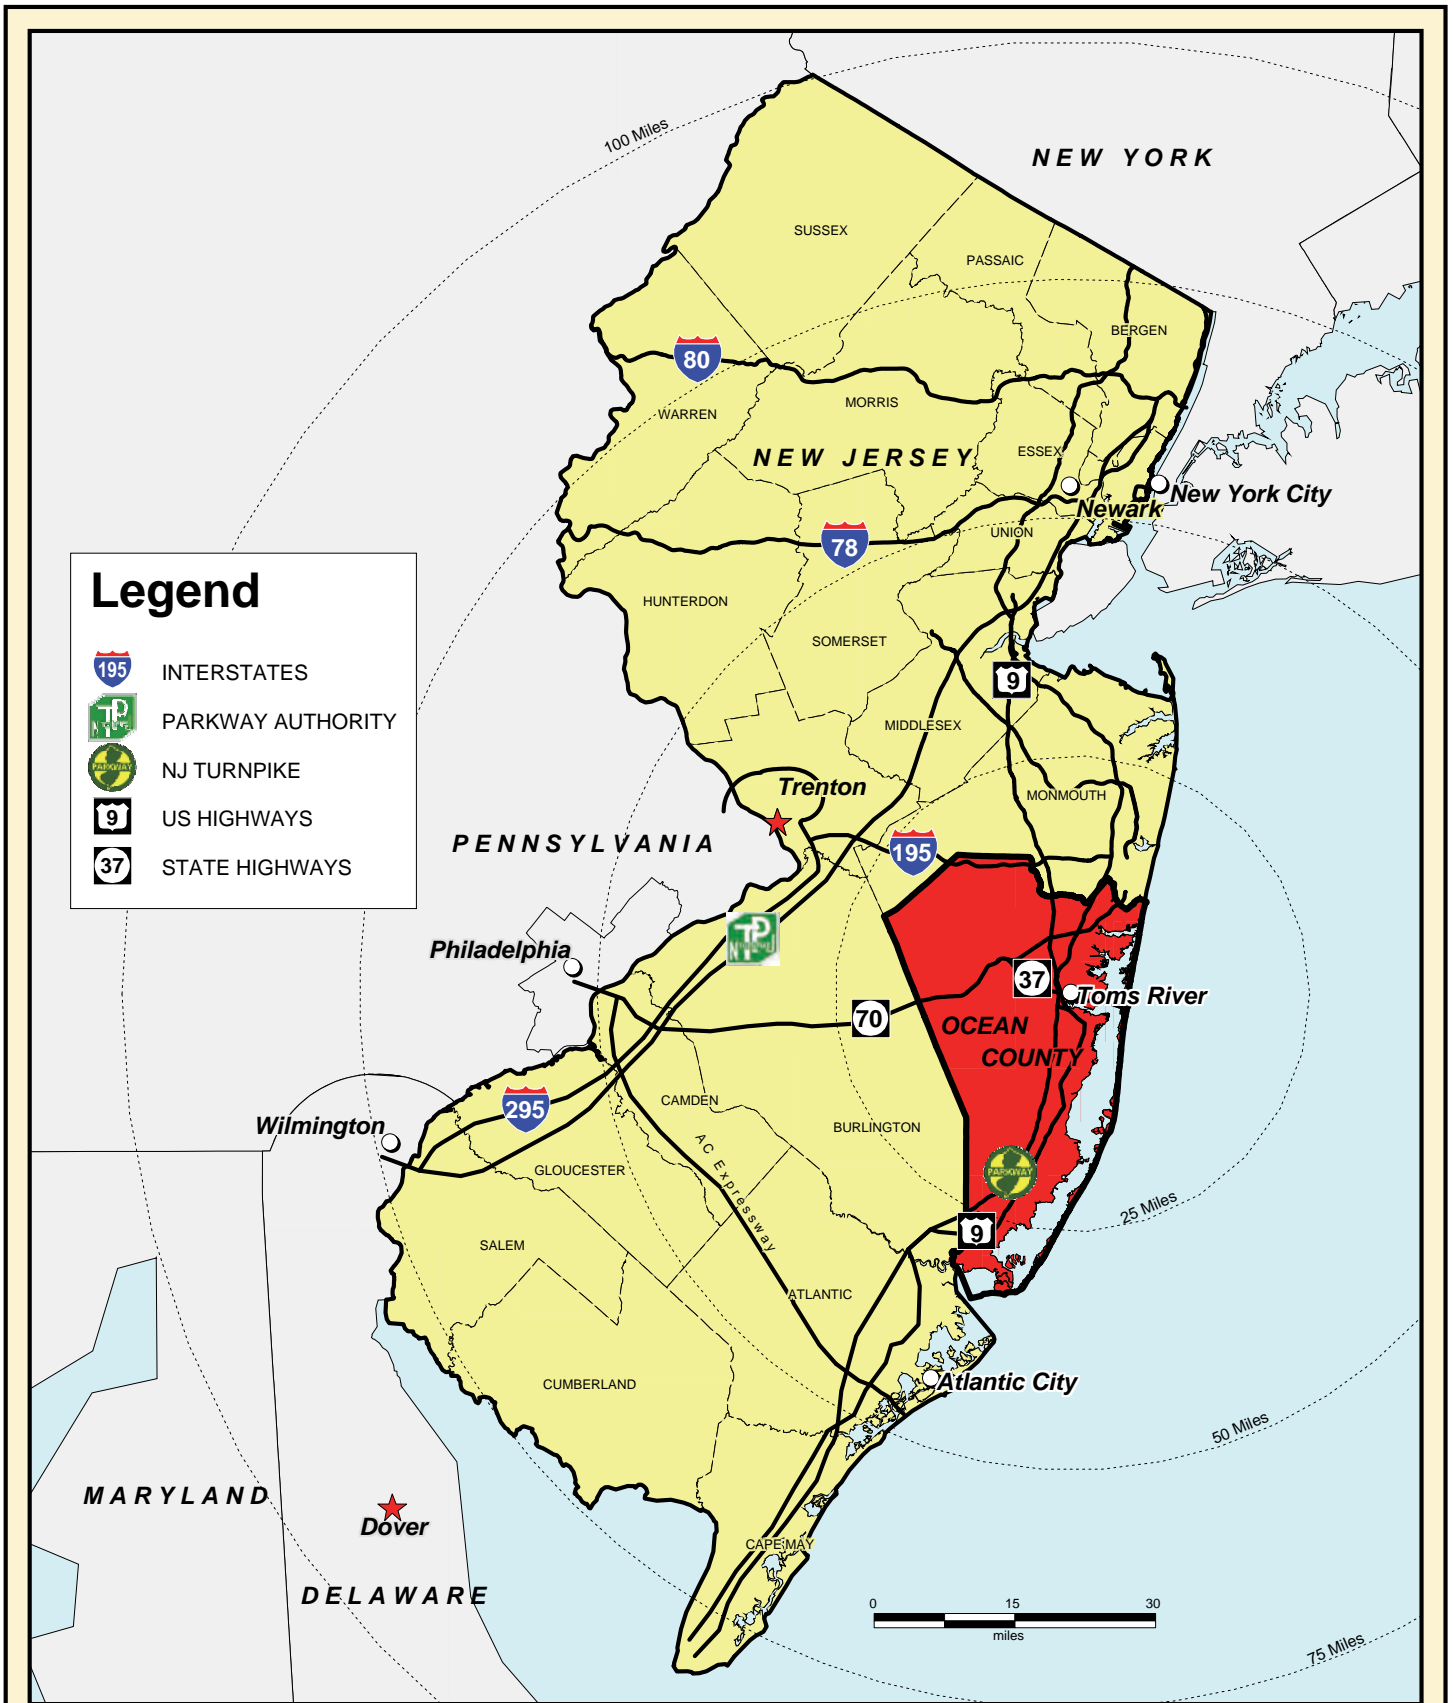 100 Miles
NEW YORK
SUSSEX
PASSAIC
BERGEN
80
WARREN
MORRIS
NEW JERSEY
ESSEX
New York City
Newark
UNION
78
Legend
195 INTERSTATES
PARKWAY AUTHORITY
PARKWAY NJ TURNPIKE
9 US HIGHWAYS
37 STATE HIGHWAYS
HUNTERDON
SOMERSET
9
MIDDLESEX
MONMOUTH
Trenton
PENNSYLVANIA
195
Philadelphia
37
Toms River
70
OCEAN
COUNTY
Wilmington
295
CAMDEN
BURLINGTON
AC Expressway
GLOUCESTER
PARKWAY
25 Miles
9
SALEM
ATLANTIC
CUMBERLAND
Atlantic City
50 Miles
MARYLAND
Dover
CAPE MAY
DELAWARE
0 15 30
miles
75 Miles